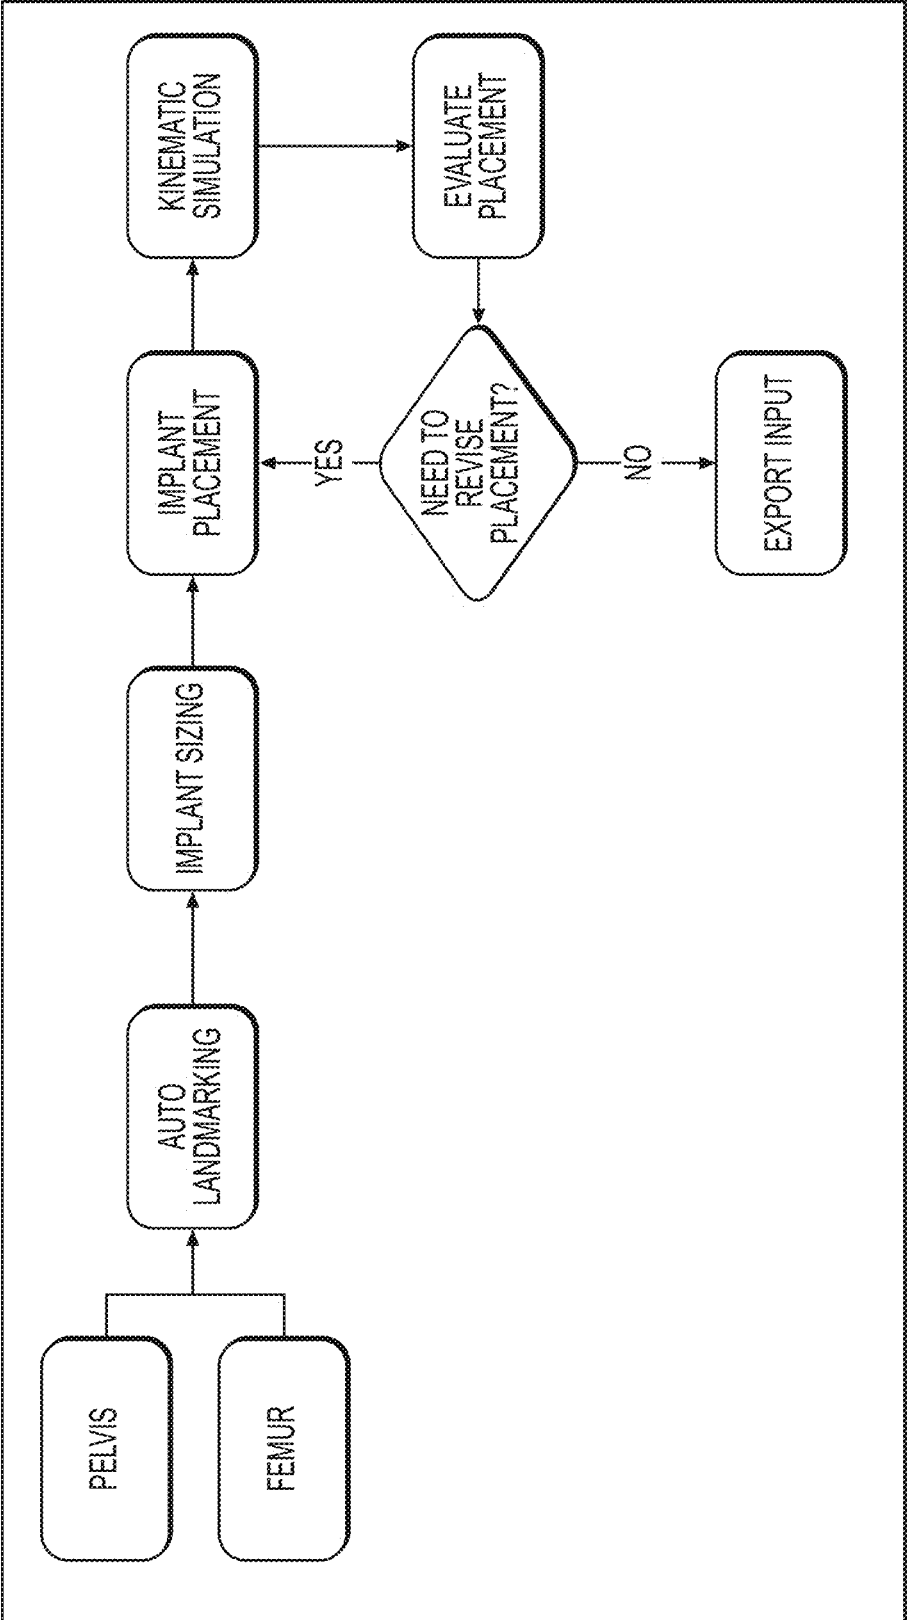 PELVIS
FEMUR
AUTO
LANDMARKING
IMPLANT SIZING
IMPLANT
PLACEMENT
KINEMATIC
SIMULATION
EVALUATE
PLACEMENT
NEED TO
REVISE
PLACEMENT?
YES
NO
EXPORT INPUT